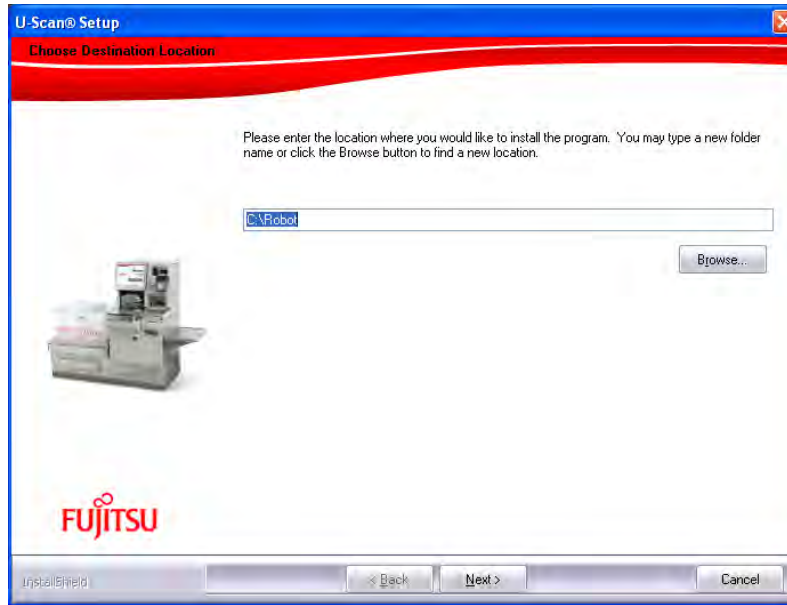 U-Scan® Setup
Choose Destination Location
Please enter the location where you would like to install the program. You may type a new folder
name or click the Browse button to find a new location.
C:\Robot
Browse...
FUJITSU
InstallShield
< Back
Next >
Cancel